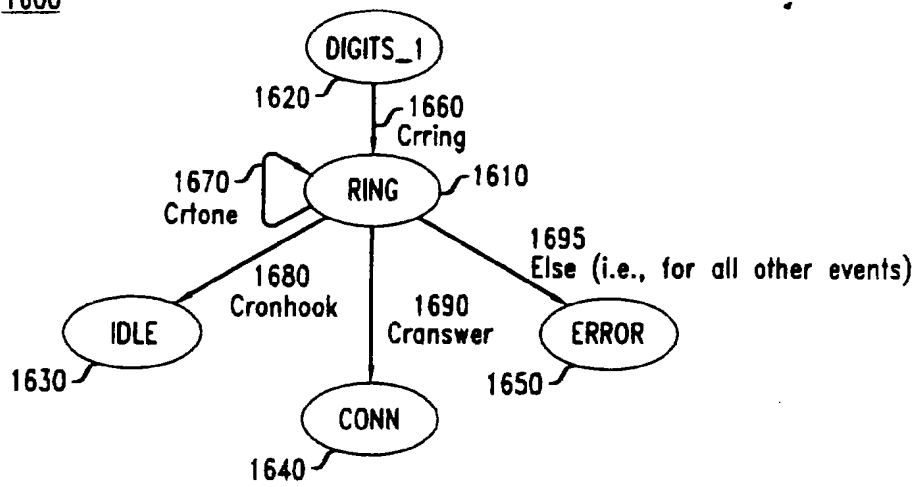 1600
DIGITS_1
1620
1660
Crring
1670
Crtone
RING
1610
1680
Cronhook
1690
Cranswer
1695
Else (i.e., for all other events)
IDLE
1630
CONN
1640
ERROR
1650